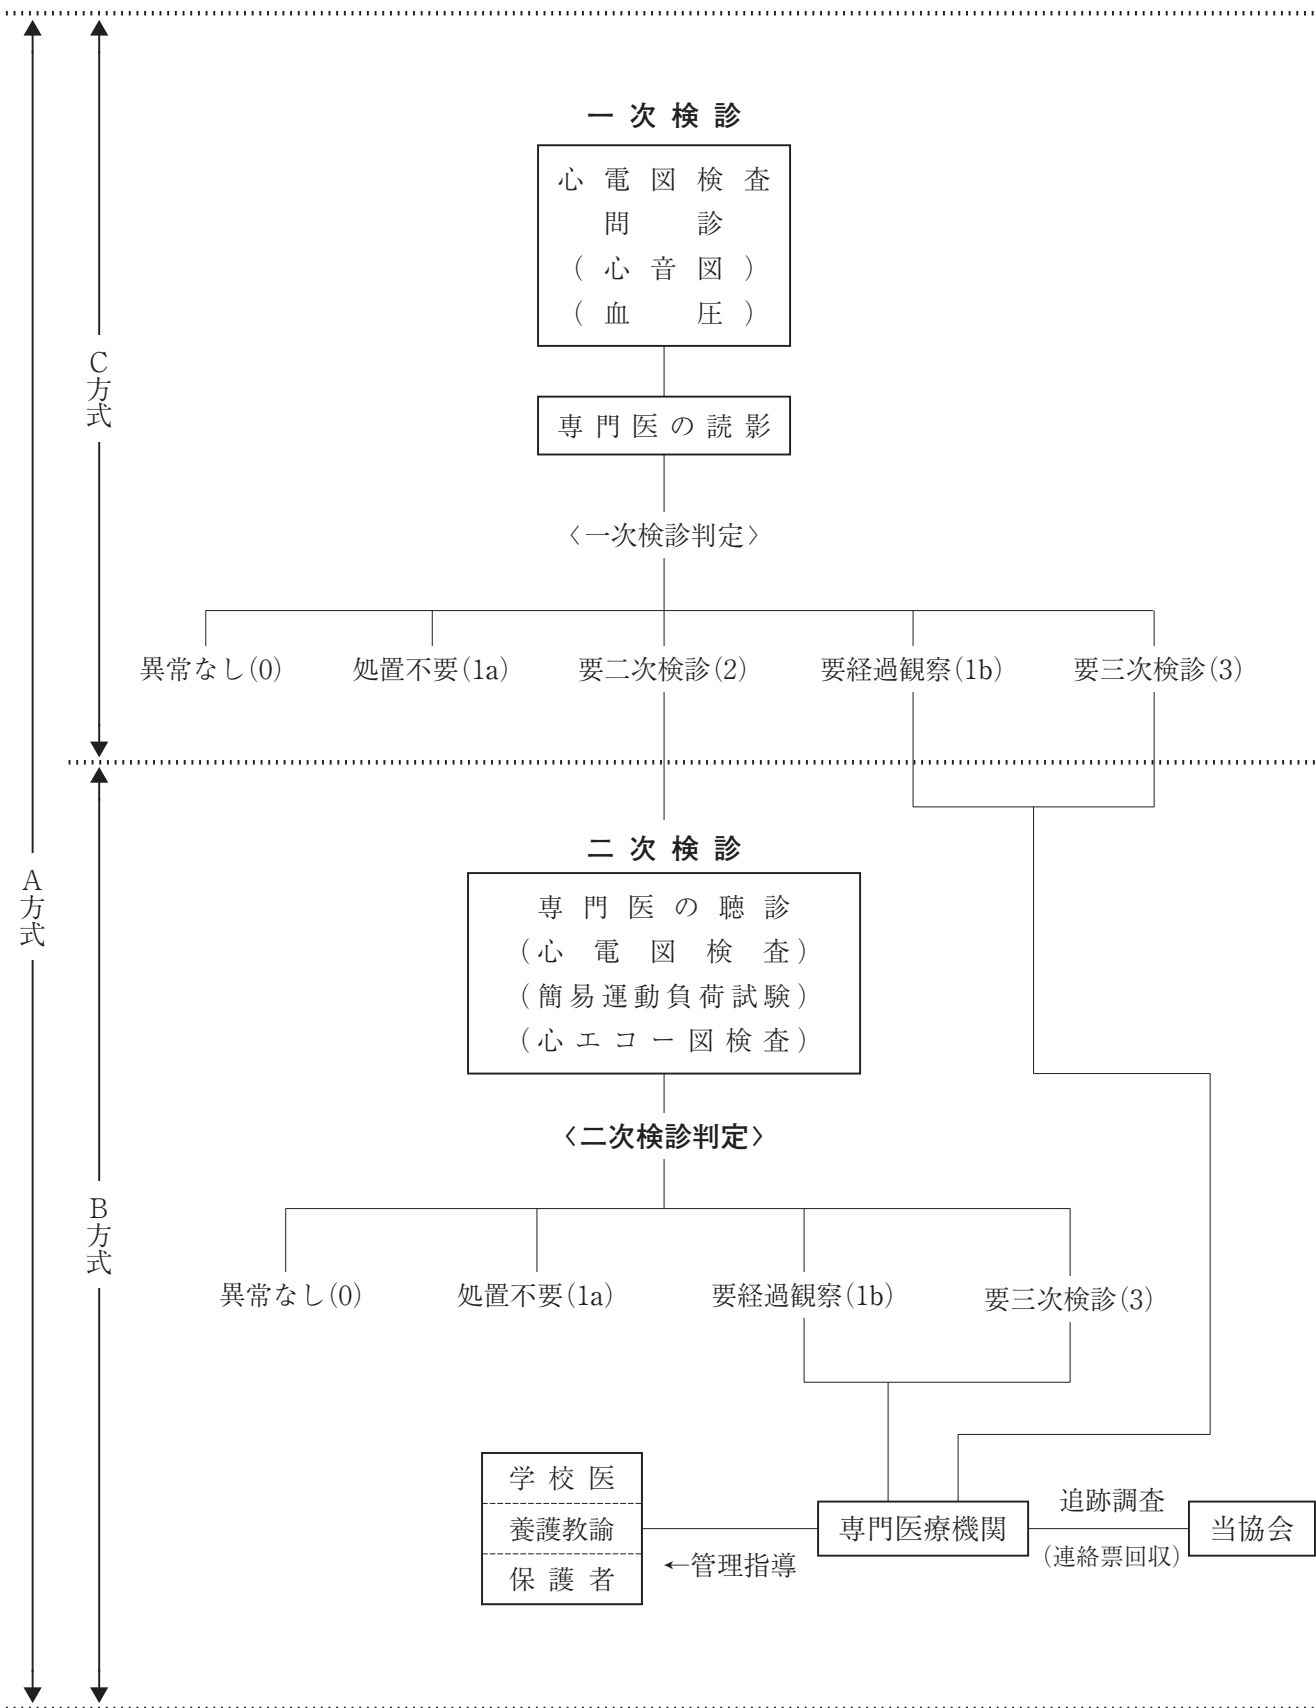 一次検診
心電図検査
問診
(心音図)
(血圧)
C方式
専門医の読影
〈一次検診判定〉
異常なし(0) 処置不要(1a) 要二次検診(2) 要経過観察(1b) 要三次検診(3)
A方式
二次検診
専門医の聴診
(心電図検査)
(簡易運動負荷試験)
(心エコー図検査)
〈二次検診判定〉
B方式
異常なし(0) 処置不要(1a) 要経過観察(1b) 要三次検診(3)
学校医
養護教諭
保護者
←管理指導
専門医療機関
追跡調査
(連絡票回収)
当協会